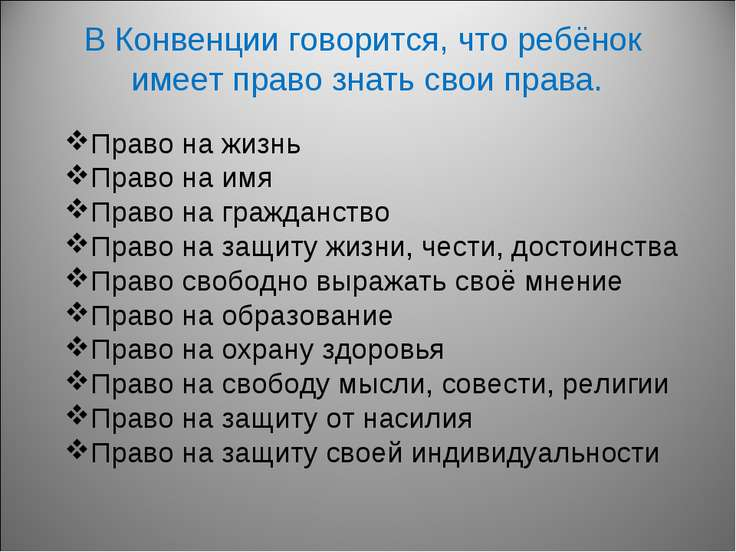 В Конвенции говорится, что ребёнок
имеет право знать свои права.
Право на жизнь
Право на имя
Право на гражданство
Право на защиту жизни, чести, достоинства
Право свободно выражать своё мнение
Право на образование
Право на охрану здоровья
Право на свободу мысли, совести, религии
Право на защиту от насилия
Право на защиту своей индивидуальности